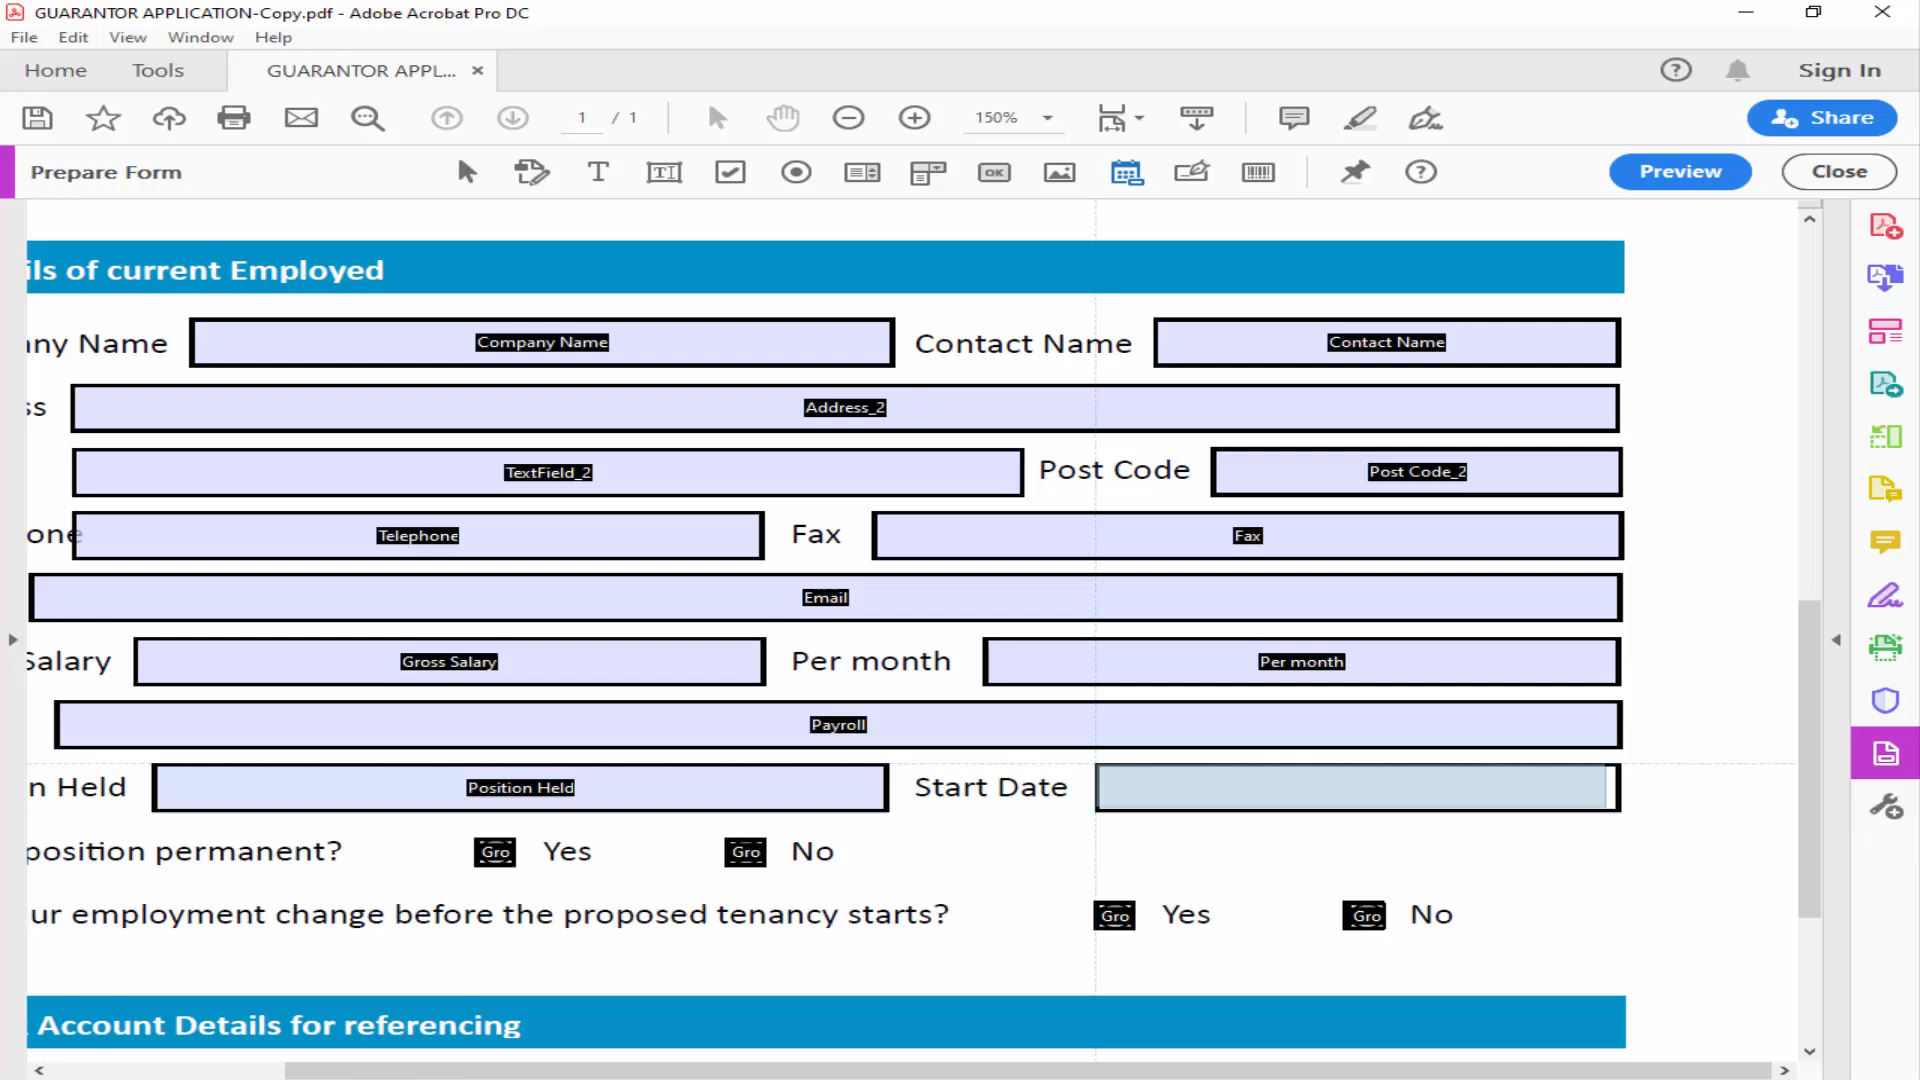 GUARANTOR APPLICATION-Copy.pdf - Adobe Acrobat Pro DC
File Edit View Window Help
Home Tools GUARANTOR APPL... Sign In
1 / 1 150% Share
Prepare Form OK Preview Close
ils of current Employed
any Name Company Name Contact Name Contact Name
ss Address_2
TextField_2 Post Code Post Code_2
one Telephone Fax Fax
Email
Salary Gross Salary Per month Per month
Payroll
n Held Position Held Start Date
position permanent? Gro Yes Gro No
ur employment change before the proposed tenancy starts? Gro Yes Gro No
Account Details for referencing